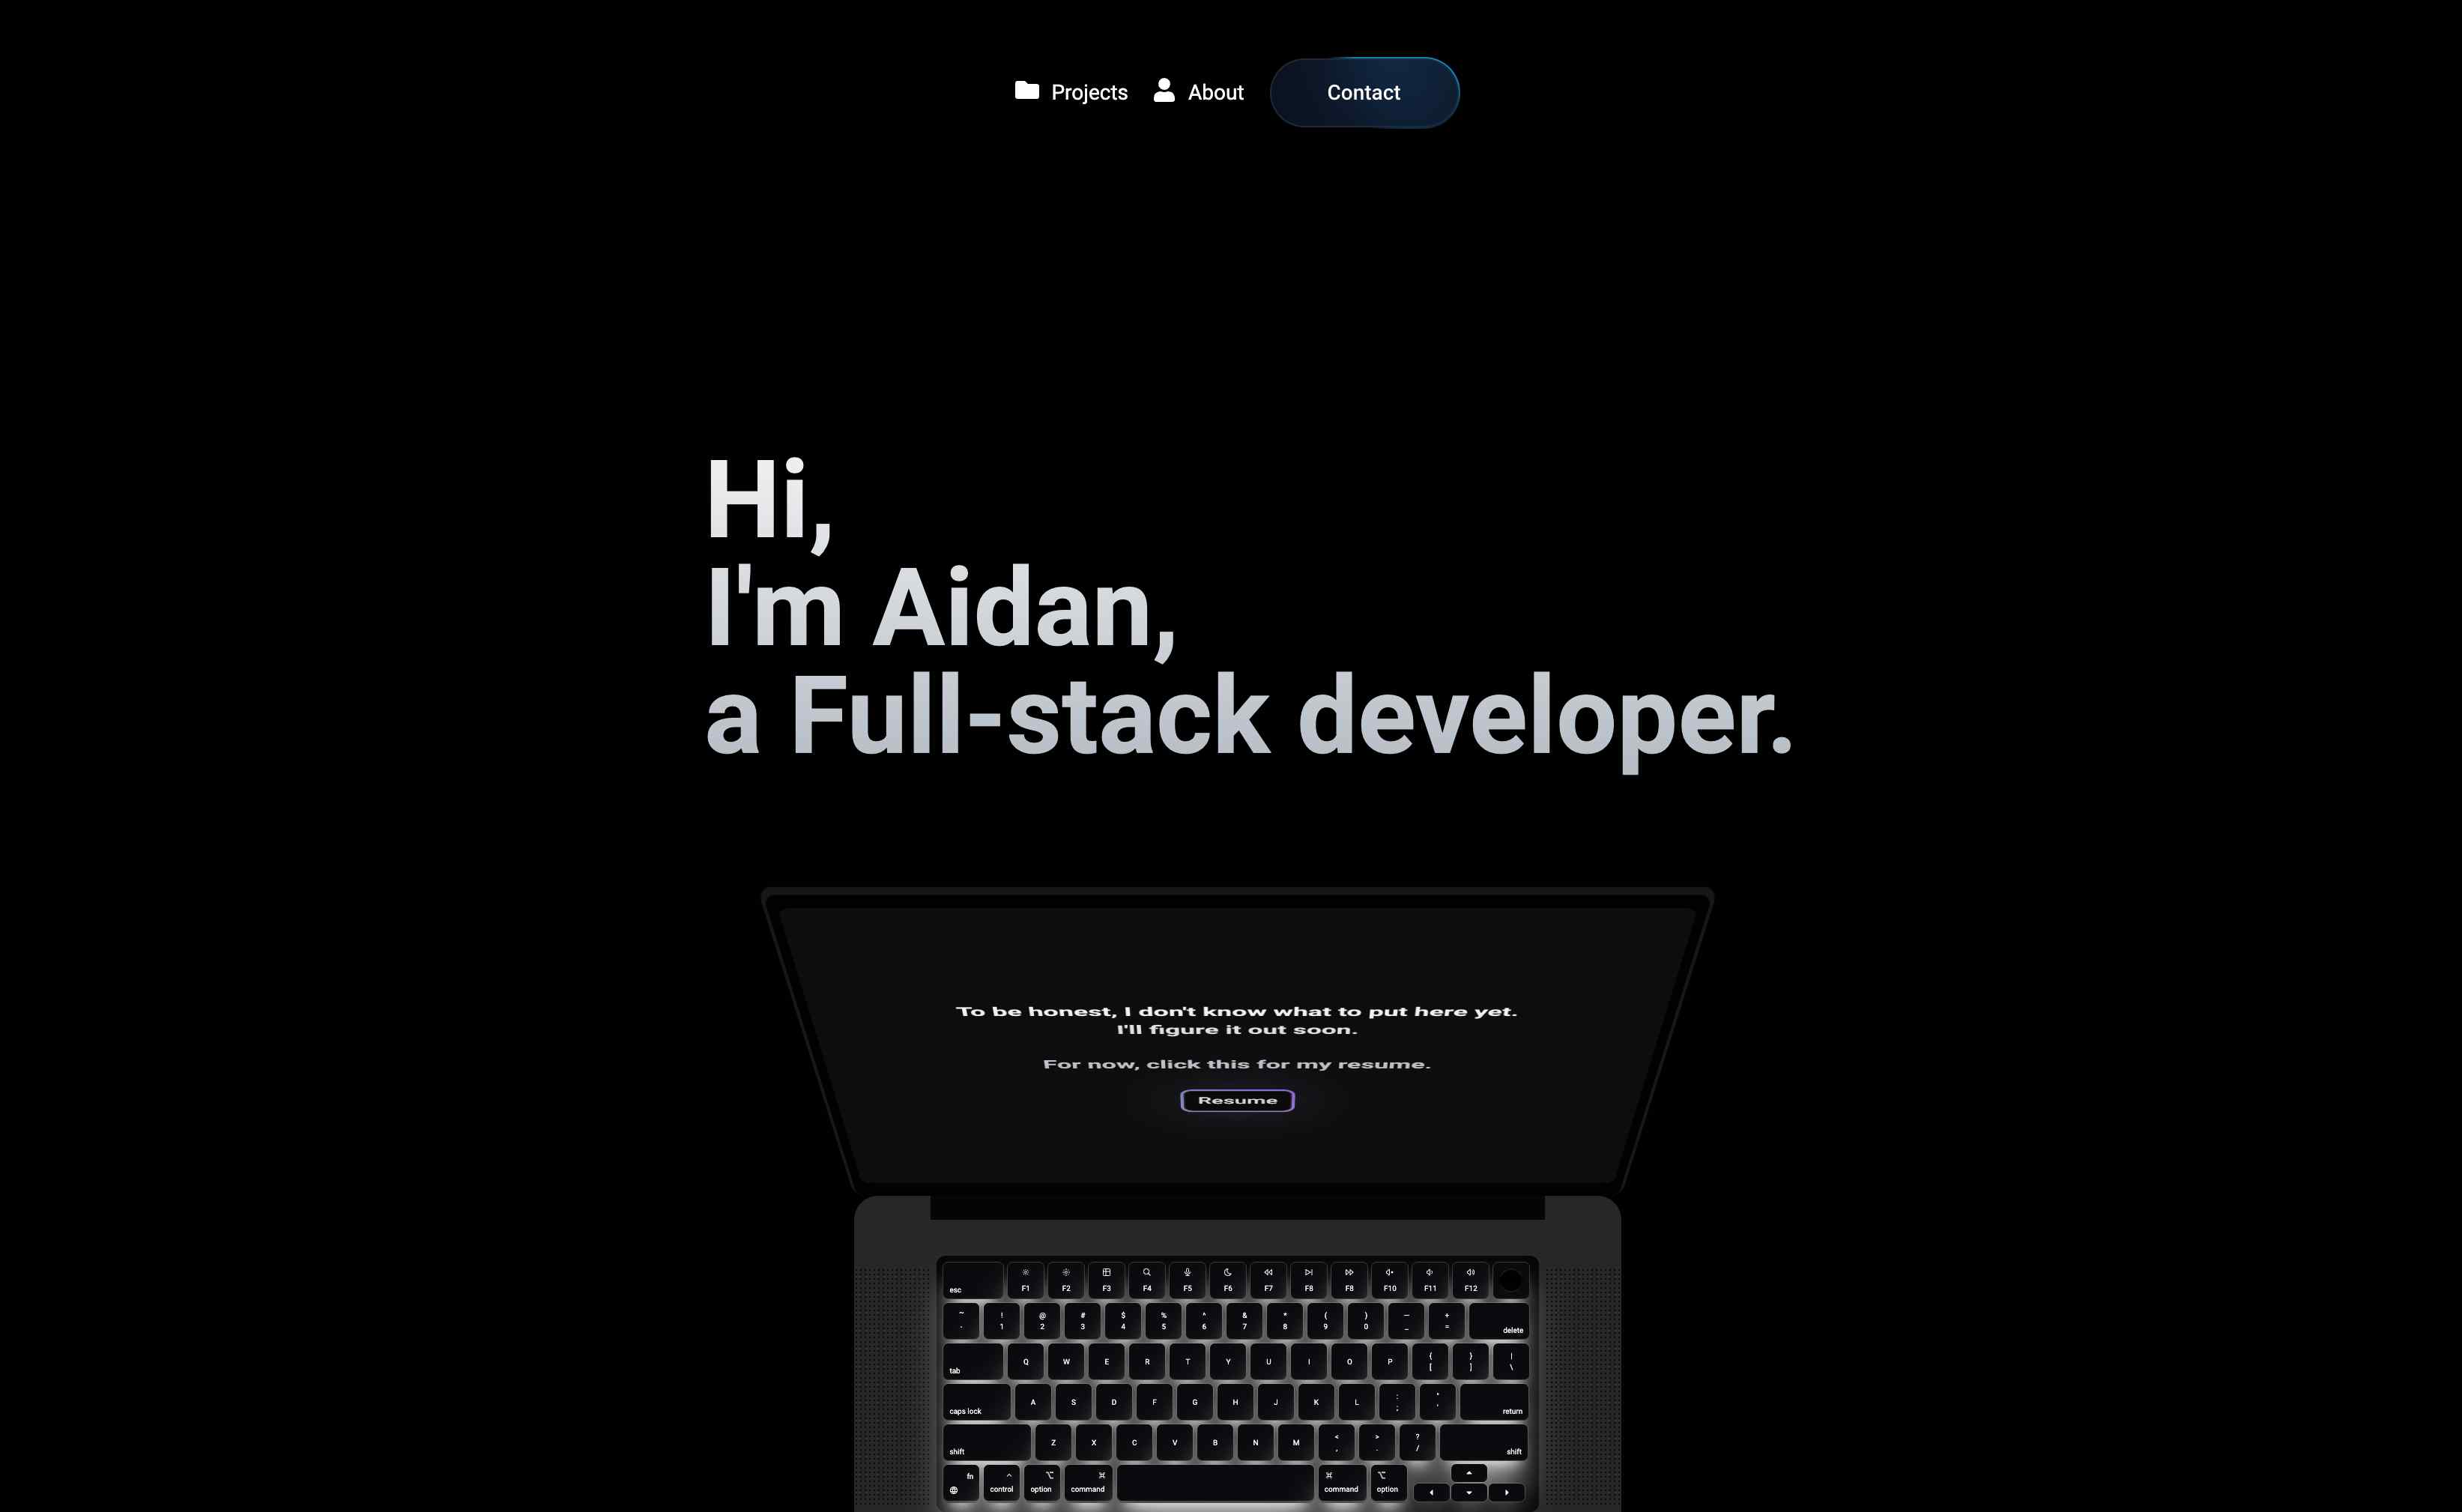 Projects About Contact
Hi,
I'm Aidan,
a Full-stack developer.
To be honest, I don't know what to put here yet.
I'll figure it out soon.
For now, click this for my resume.
Resume
esc F1 F2 F3 F4 F5 F6 F7 F8 F8 F10 F11 F12
~ ! @ # $ % ^ & * ( ) — +
- 1 2 3 4 5 6 7 8 9 0 _ = delete
tab Q W E R T Y U I O P { [ } ] | \
caps lock A S D F G H J K L : ; " ' return
shift Z X C V B N M < , > . ? / shift
fn control option command command option